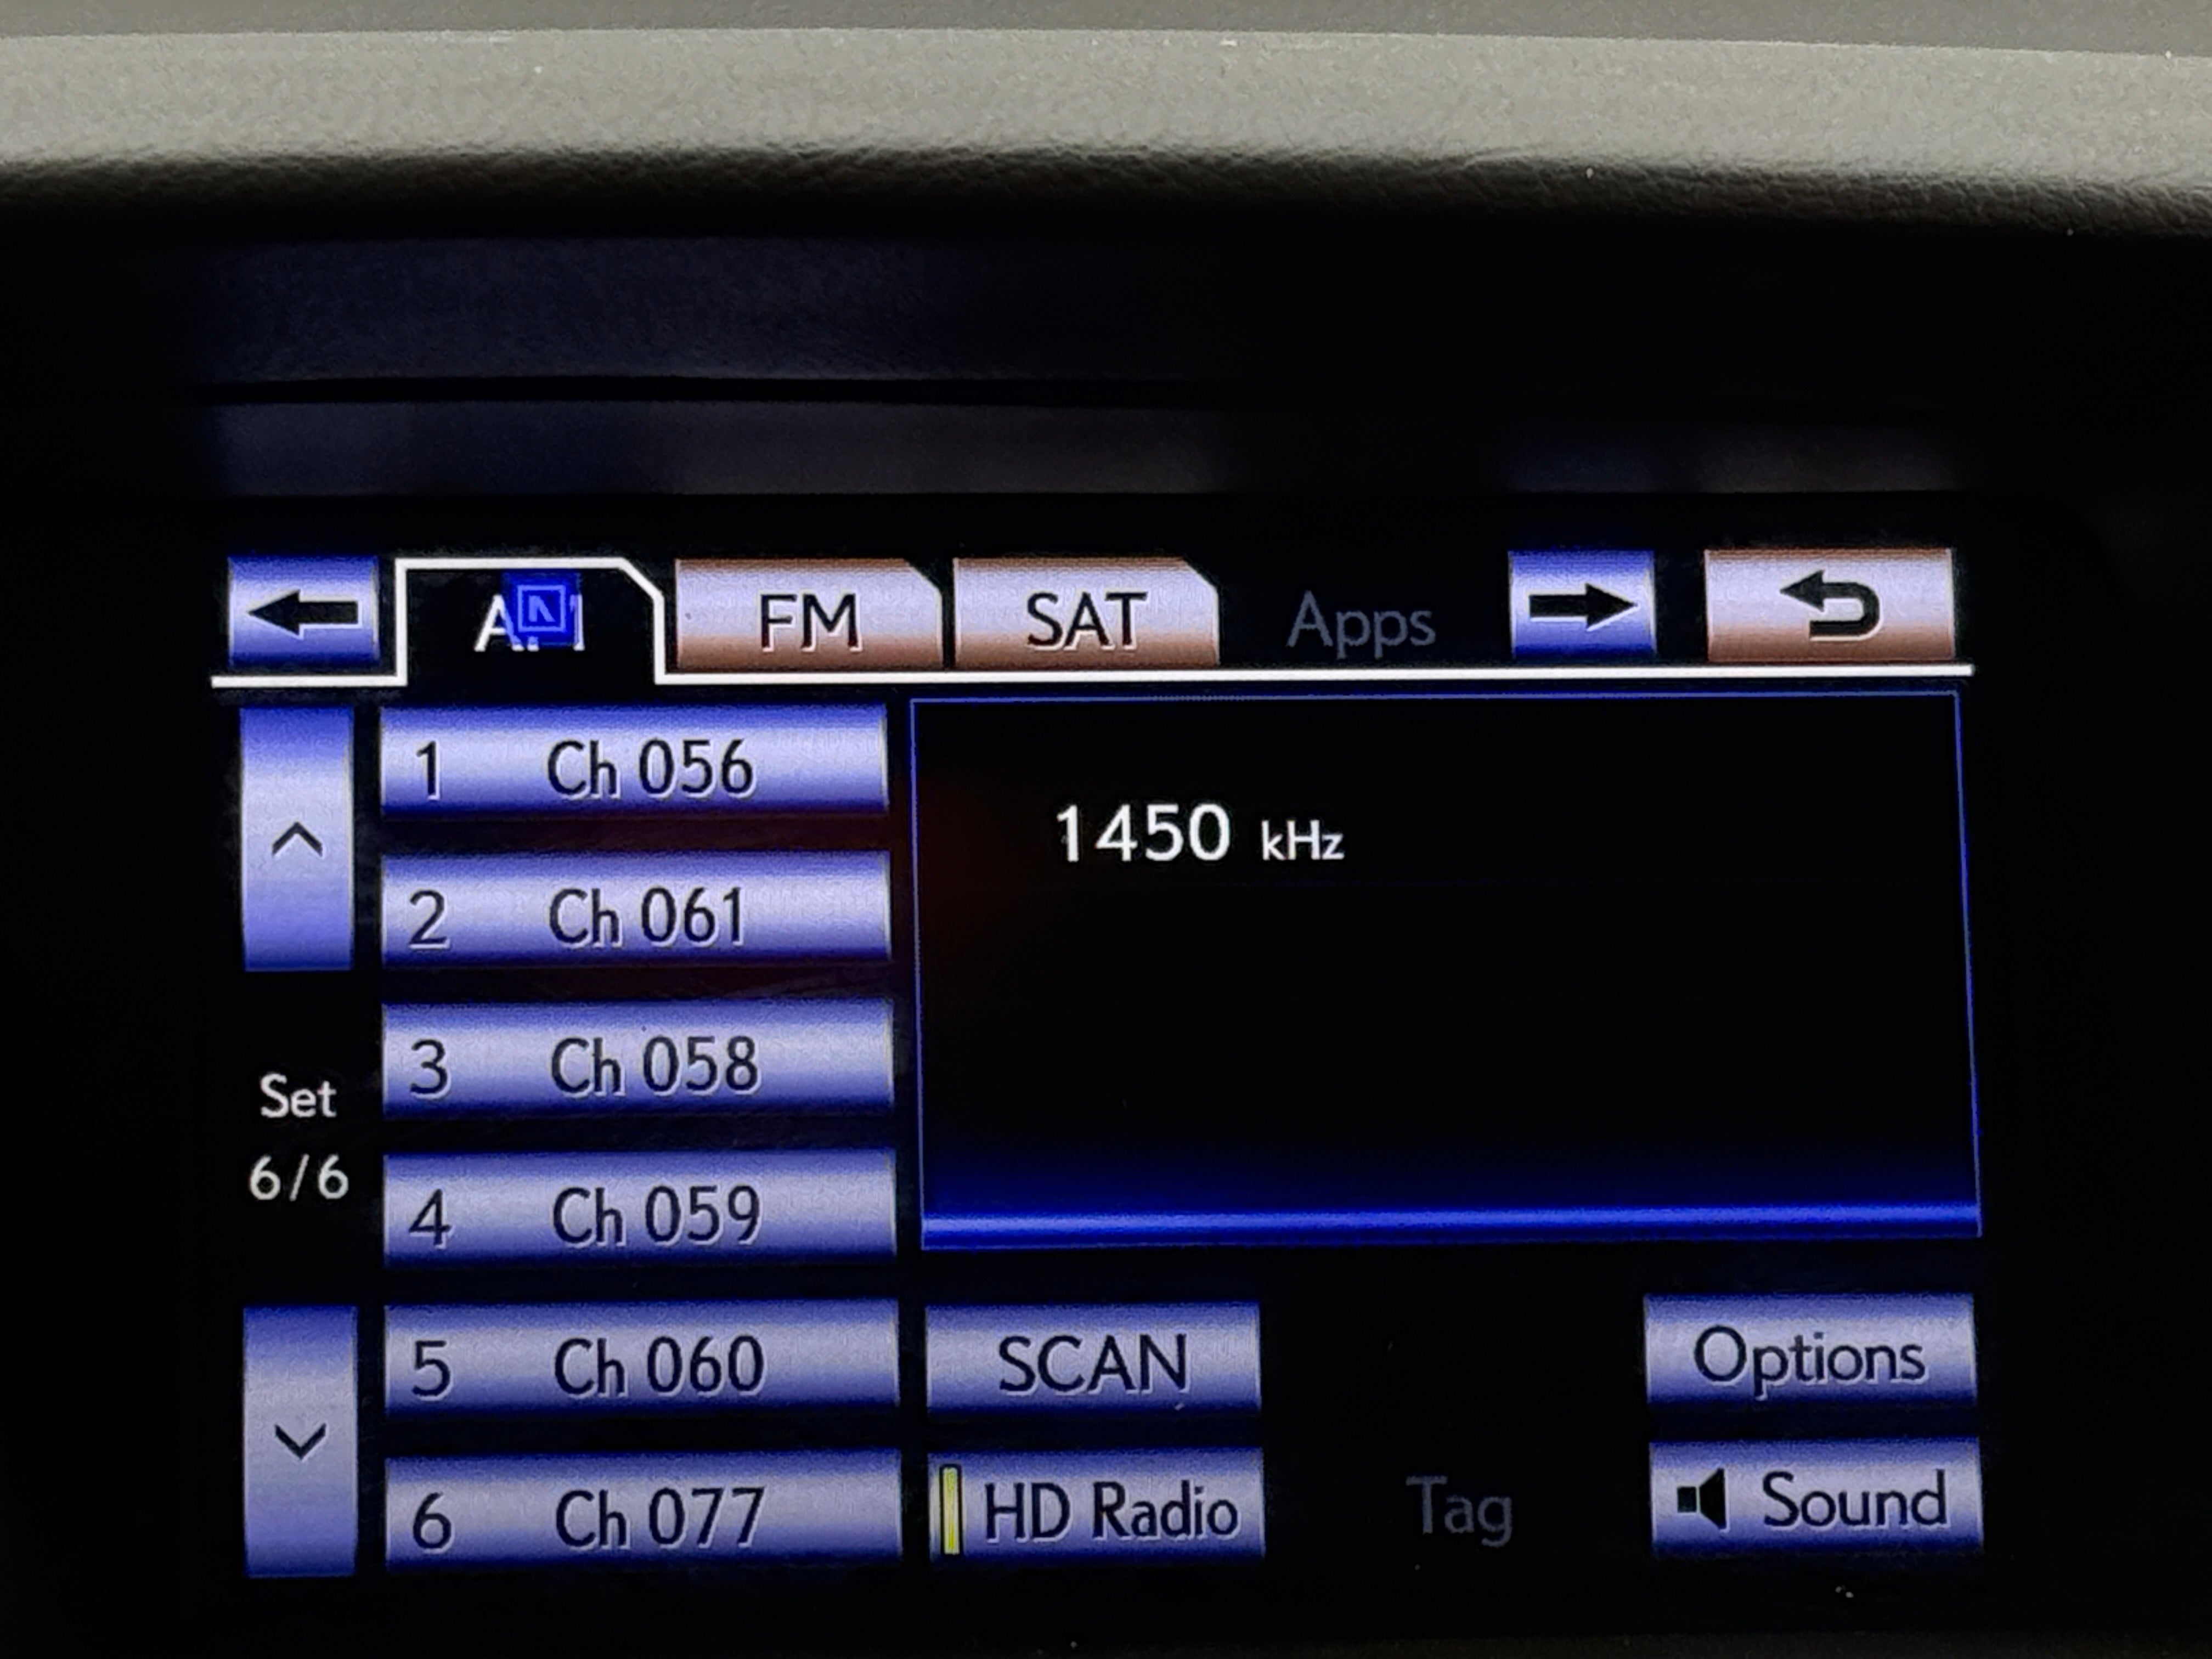 AM
FM
SAT
Apps
1 Ch 056
1450 kHz
2 Ch 061
3 Ch 058
Set
6/6
4 Ch 059
5 Ch 060
SCAN
Options
6 Ch 077
HD Radio
Tag
Sound